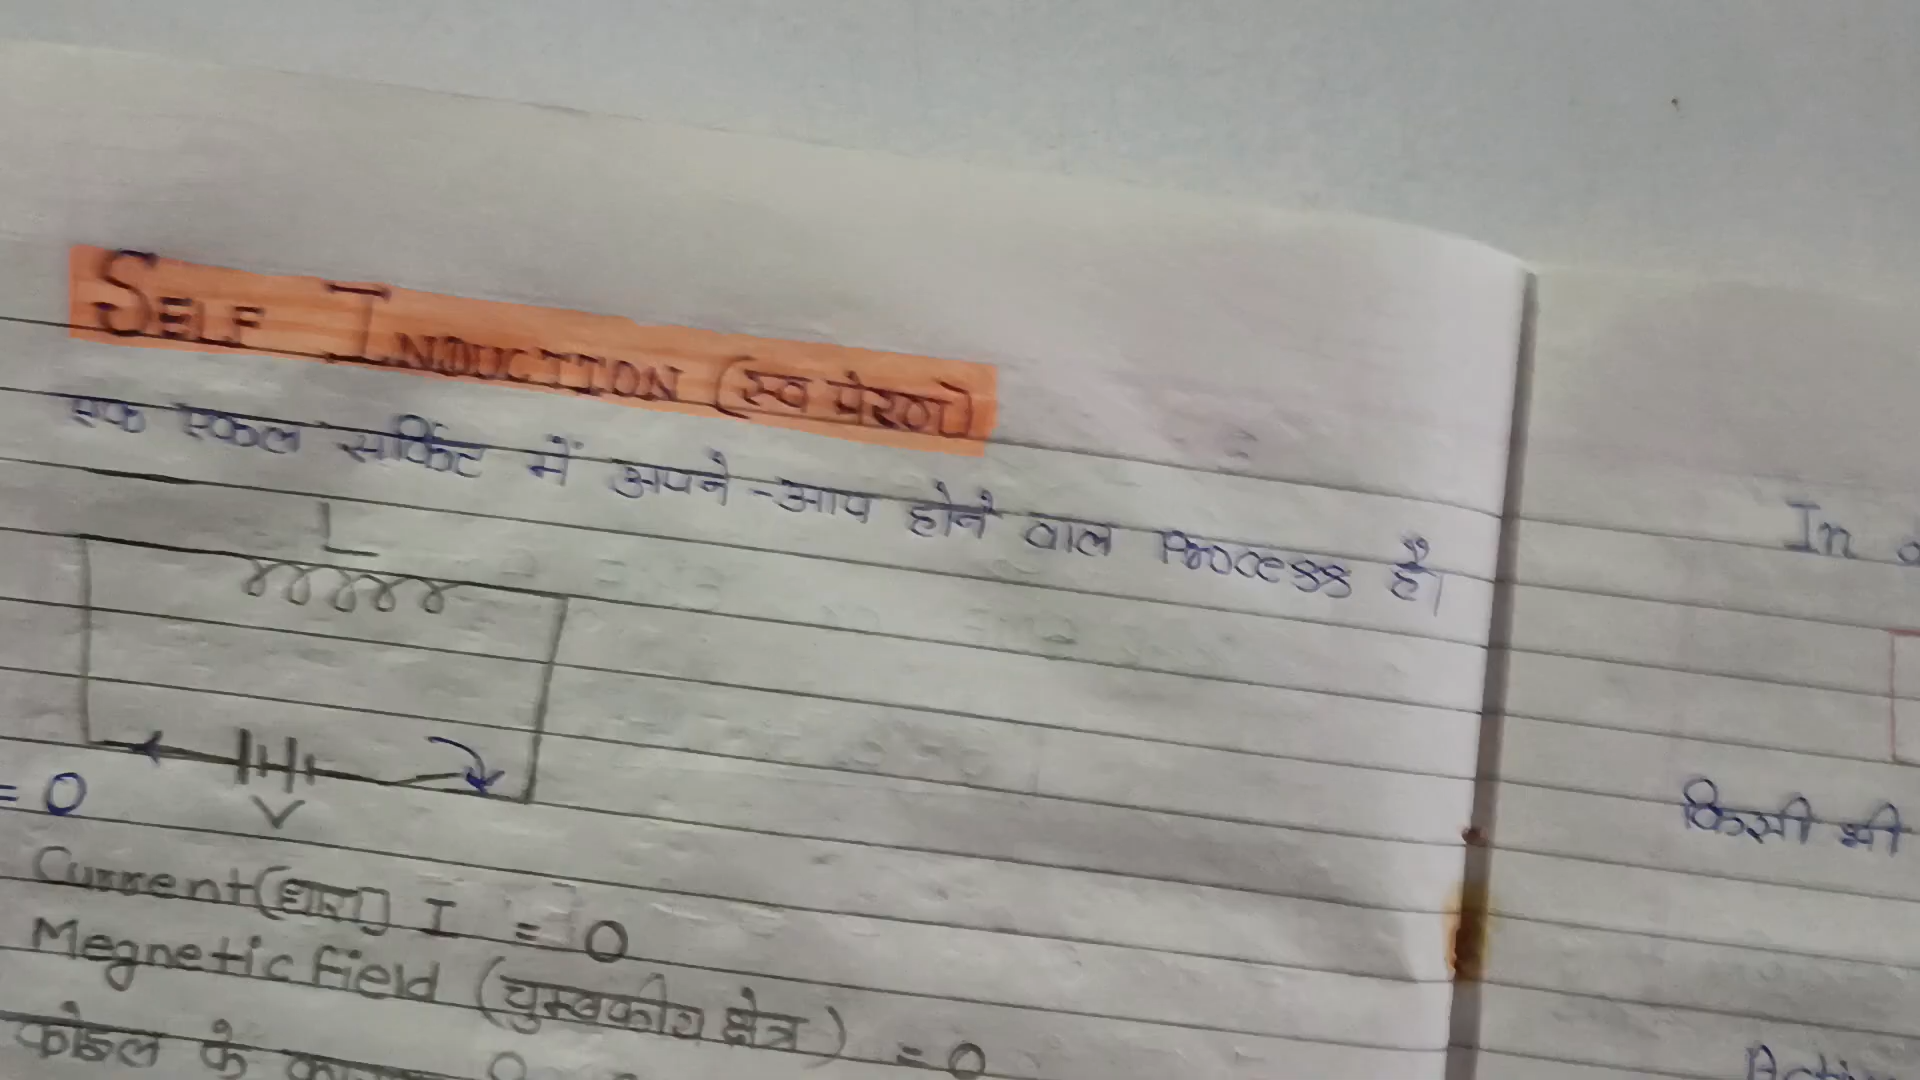 SELF INDUCTION (स्व प्रेरण)
एक एकल सर्किट में अपने-आप होने वाल Process है।
L
V
= 0
Current (धारा) I = 0
Megnetic Field (चुम्बकीय क्षेत्र) = 0
कोइल के
In
किसी भी